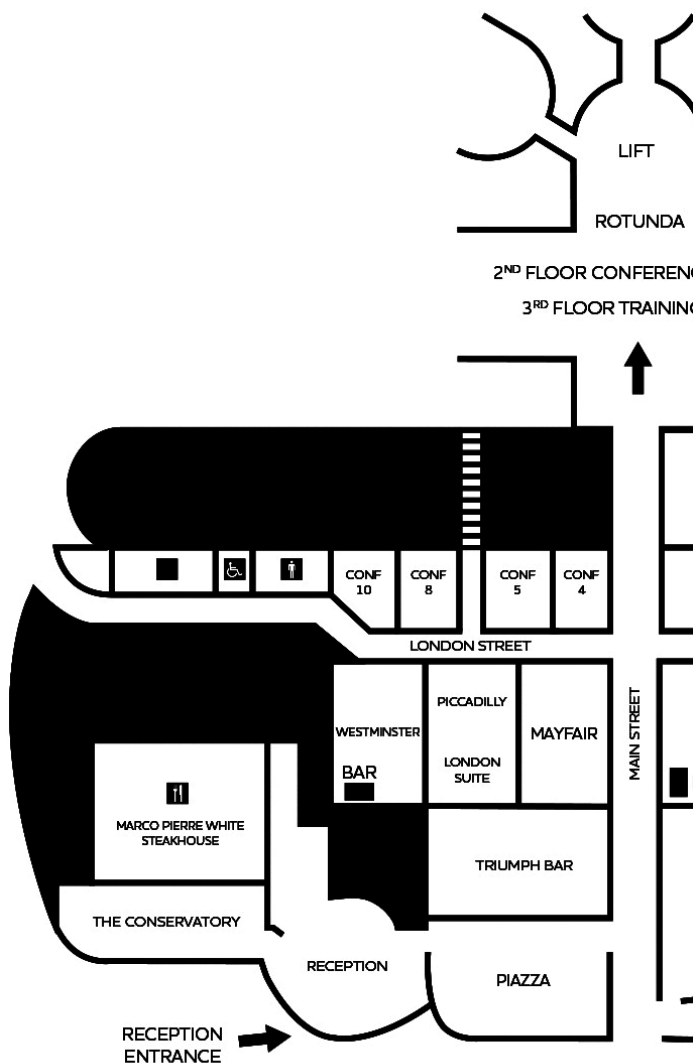 LIFT
ROTUNDA
2ND FLOOR CONFERENC
3RD FLOOR TRAINING
CONF
10
CONF
8
CONF
5
CONF
4
LONDON STREET
WESTMINSTER
BAR
PICCADILLY
LONDON
SUITE
MAYFAIR
MAIN STREET
MARCO PIERRE WHITE
STEAKHOUSE
TRIUMPH BAR
THE CONSERVATORY
RECEPTION
PIAZZA
RECEPTION
ENTRANCE